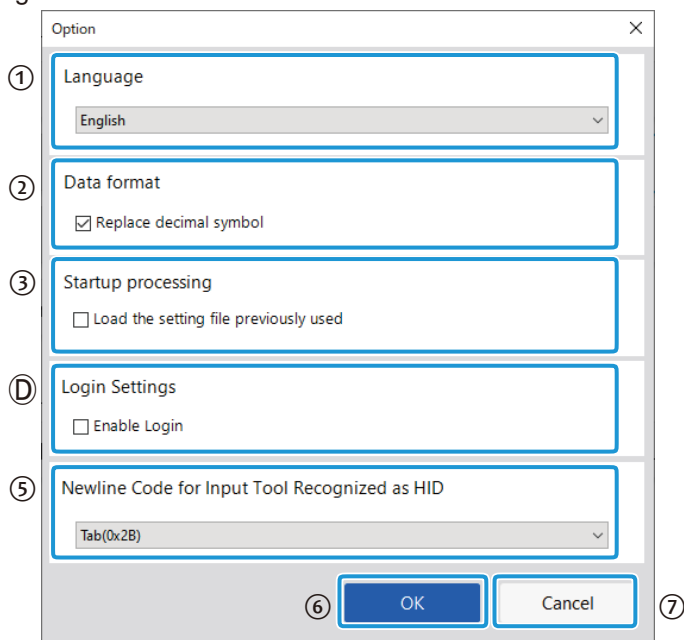 Option
① Language
English
② Data format
Replace decimal symbol
③ Startup processing
Load the setting file previously used
Ⓓ Login Settings
Enable Login
⑤ Newline Code for Input Tool Recognized as HID
Tab(0x2B)
⑥ OK Cancel ⑦